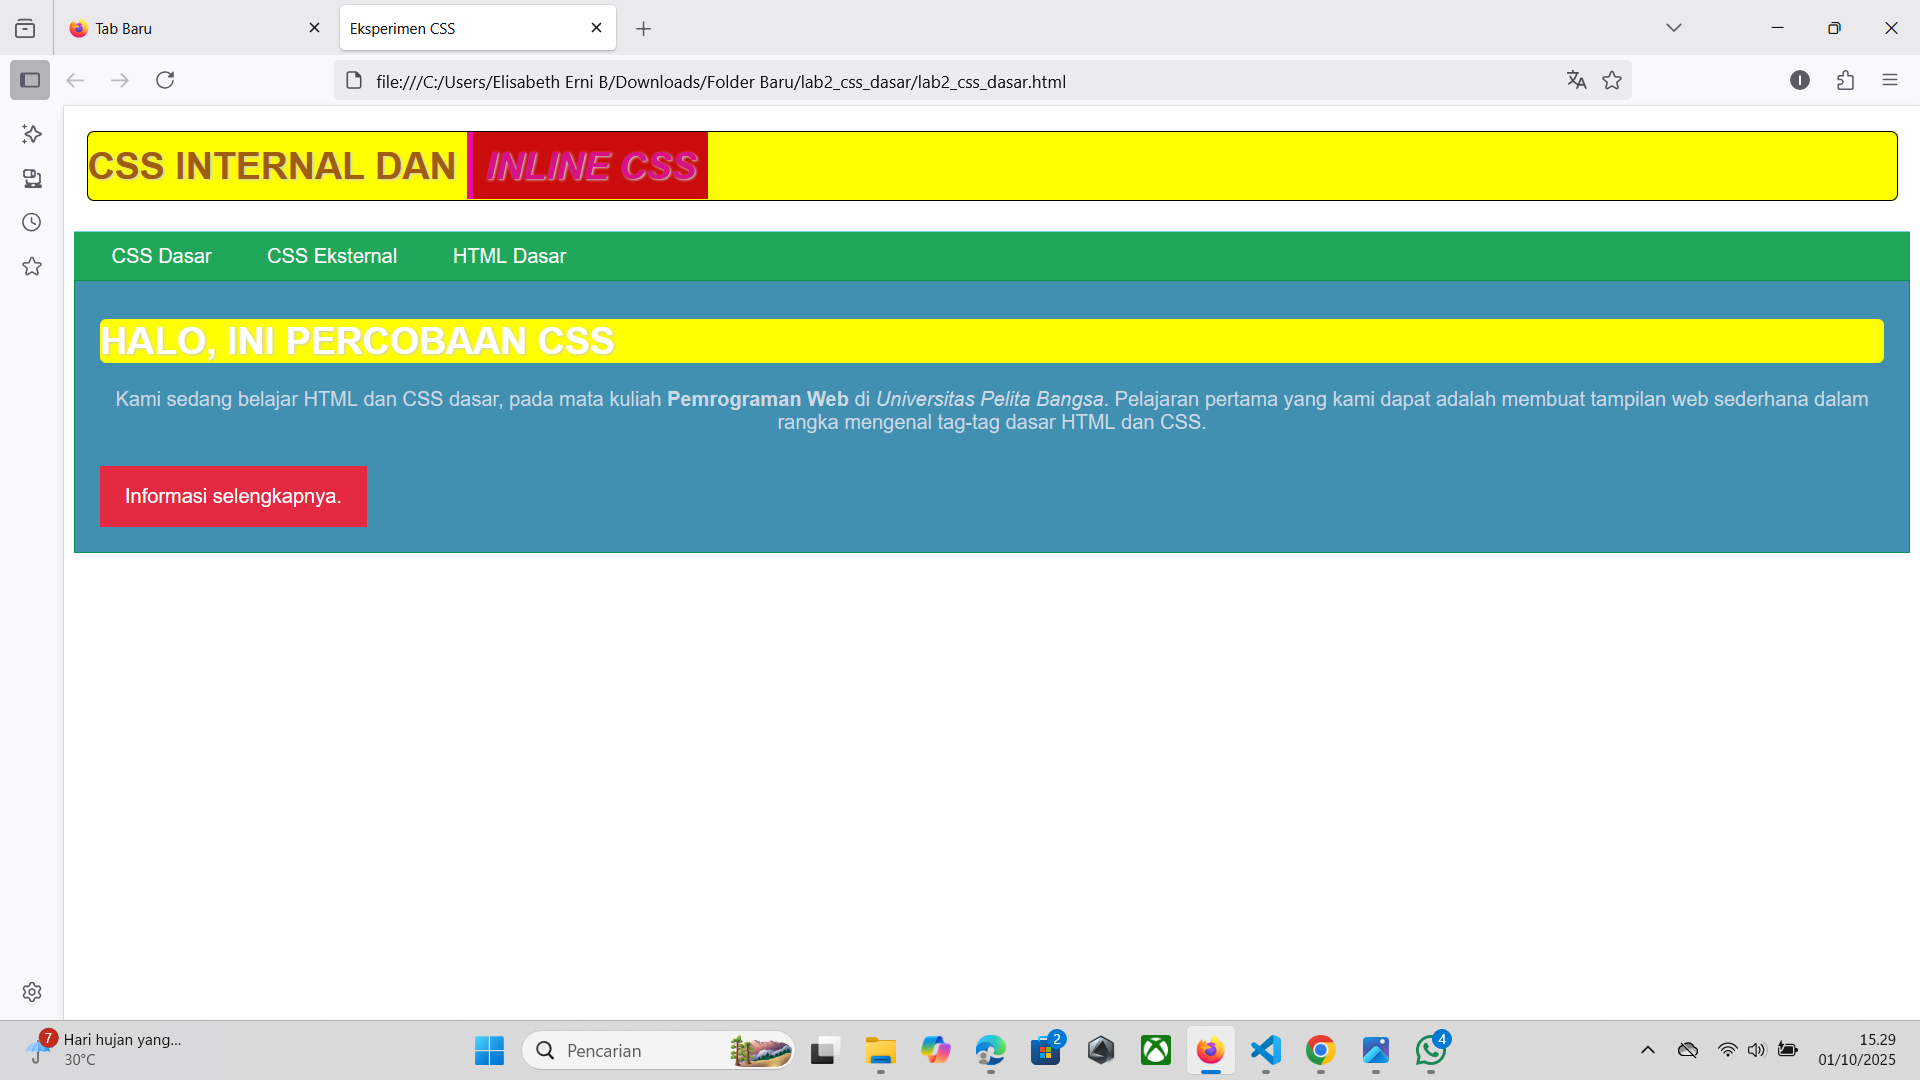 Tab Baru
Eksperimen CSS
file:///C:/Users/Elisabeth Erni B/Downloads/Folder Baru/lab2_css_dasar/lab2_css_dasar.html
I
CSS INTERNAL DAN INLINE CSS
CSS Dasar CSS Eksternal HTML Dasar
HALO, INI PERCOBAAN CSS
Kami sedang belajar HTML dan CSS dasar, pada mata kuliah Pemrograman Web di Universitas Pelita Bangsa. Pelajaran pertama yang kami dapat adalah membuat tampilan web sederhana dalam
rangka mengenal tag-tag dasar HTML dan CSS.
Informasi selengkapnya.
7
Hari hujan yang...
30°C
Pencarian
2
4
15.29
01/10/2025